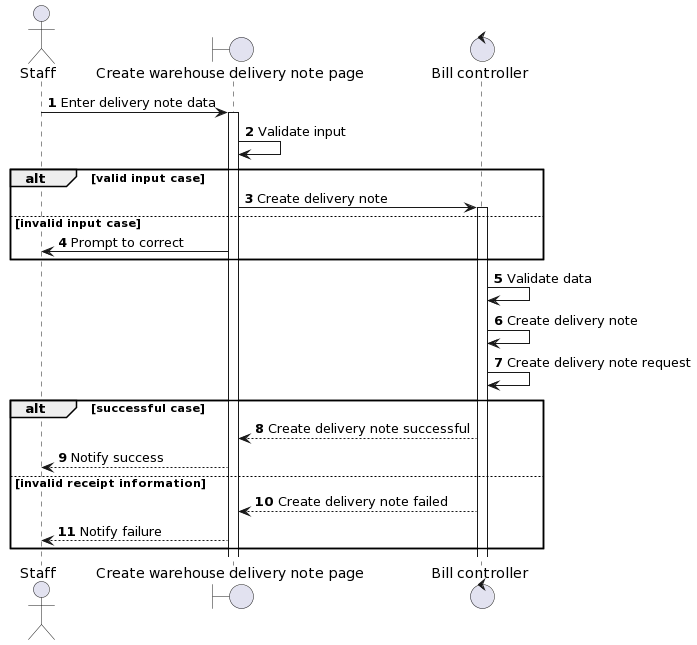 Staff
Create warehouse delivery note page
Bill controller
1 Enter delivery note data
2 Validate input
alt [valid input case]
3 Create delivery note
[invalid input case]
4 Prompt to correct
5 Validate data
6 Create delivery note
7 Create delivery note request
alt [successful case]
8 Create delivery note successful
9 Notify success
[invalid receipt information]
10 Create delivery note failed
11 Notify failure
Staff
Create warehouse delivery note page
Bill controller